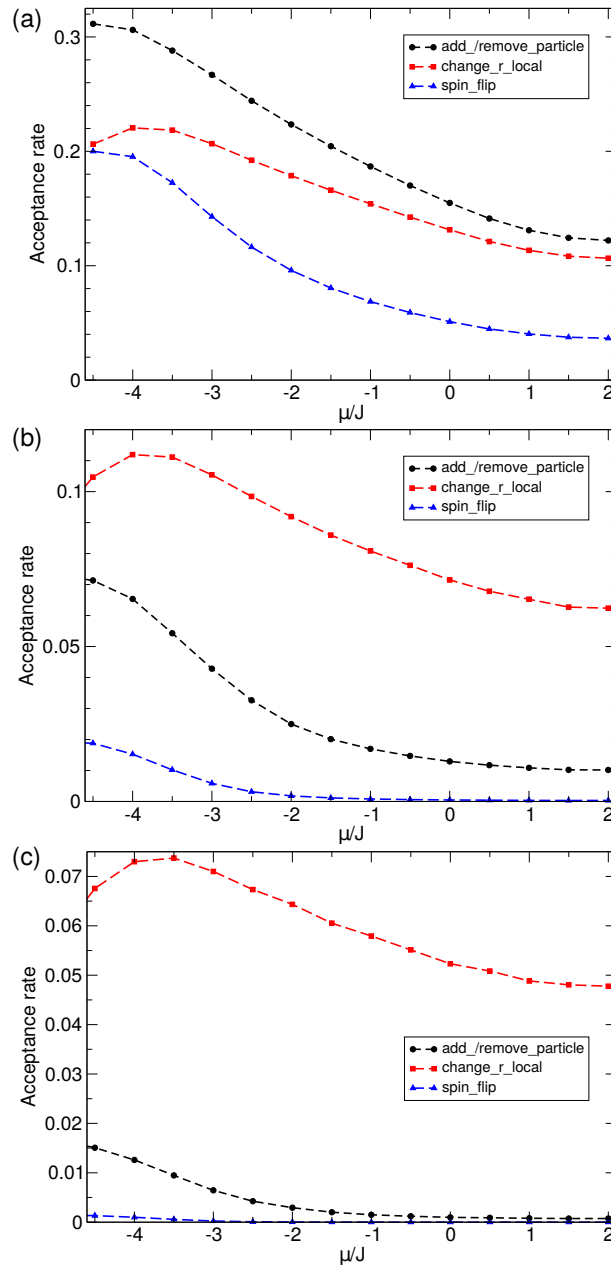 (a)
0.3
0.2
0.1
0
Acceptance rate
add_/remove_particle
change_r_local
spin_flip
-4 -3 -2 -1 0 1 2
μ/J
(b)
0.1
0.05
0
Acceptance rate
add_/remove_particle
change_r_local
spin_flip
-4 -3 -2 -1 0 1 2
μ/J
(c)
0.07
0.06
0.05
0.04
0.03
0.02
0.01
0
Acceptance rate
add_/remove_particle
change_r_local
spin_flip
-4 -3 -2 -1 0 1 2
μ/J